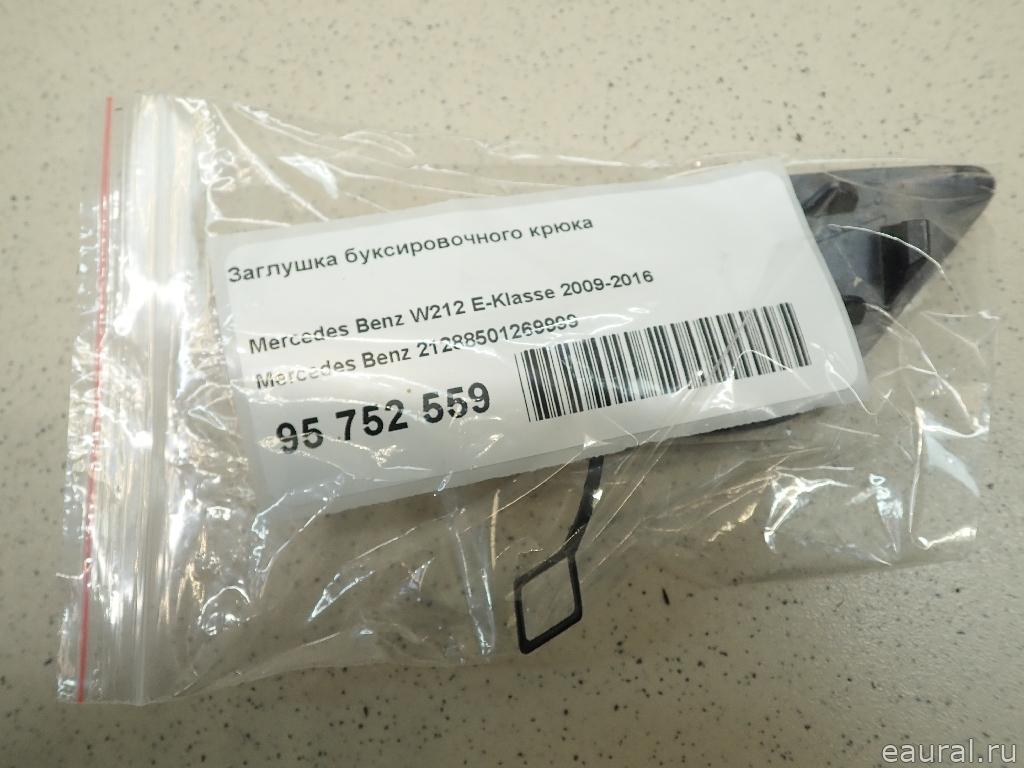 Заглушка буксировочного крюка
Mercedes Benz W212 E-Klasse 2009-2016
Mercedes Benz 21288501269999
95 752 559
eaural.ru